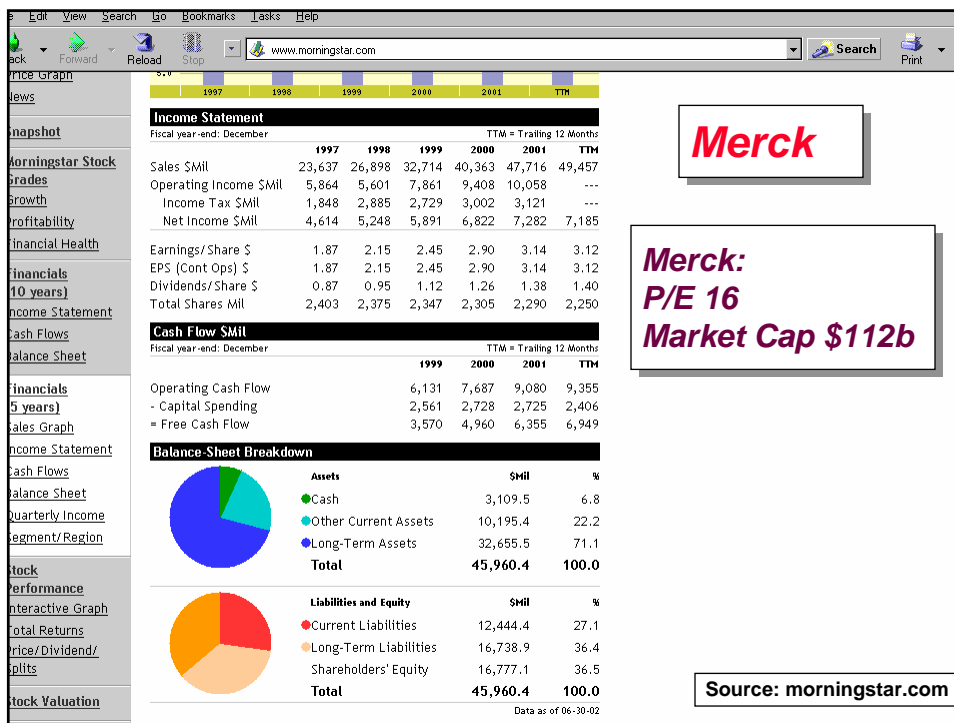 Edit View Search Go Bookmarks Tasks Help
Forward Reload Stop www.morningstar.com Search Print
Price Graph
News
Snapshot
Morningstar Stock
Grades
Growth
Profitability
Financial Health
Financials
(10 years)
Income Statement
Cash Flows
Balance Sheet
Financials
(5 years)
Sales Graph
Income Statement
Cash Flows
Balance Sheet
Quarterly Income
Segment/Region
Stock
Performance
Interactive Graph
Total Returns
Price/Dividend/
Splits
Stock Valuation
1997 1998 1999 2000 2001 TTM
Income Statement
Fiscal year-end: December TTM = Trailing 12 Months
1997 1998 1999 2000 2001 TTM
Sales $Mil 23,637 26,898 32,714 40,363 47,716 49,457
Operating Income $Mil 5,864 5,601 7,861 9,408 10,058 ---
Income Tax $Mil 1,848 2,885 2,729 3,002 3,121 ---
Net Income $Mil 4,614 5,248 5,891 6,822 7,282 7,185
Earnings/Share $ 1.87 2.15 2.45 2.90 3.14 3.12
EPS (Cont Ops) $ 1.87 2.15 2.45 2.90 3.14 3.12
Dividends/Share $ 0.87 0.95 1.12 1.26 1.38 1.40
Total Shares Mil 2,403 2,375 2,347 2,305 2,290 2,250
Cash Flow $Mil
Fiscal year-end: December TTM = Trailing 12 Months
1999 2000 2001 TTM
Operating Cash Flow 6,131 7,687 9,080 9,355
- Capital Spending 2,561 2,728 2,725 2,406
= Free Cash Flow 3,570 4,960 6,355 6,949
Balance-Sheet Breakdown
Assets $Mil %
Cash 3,109.5 6.8
Other Current Assets 10,195.4 22.2
Long-Term Assets 32,655.5 71.1
Total 45,960.4 100.0
Liabilities and Equity $Mil %
Current Liabilities 12,444.4 27.1
Long-Term Liabilities 16,738.9 36.4
Shareholders' Equity 16,777.1 36.5
Total 45,960.4 100.0
Data as of 06-30-02
Merck
Merck:
P/E 16
Market Cap $112b
Source: morningstar.com